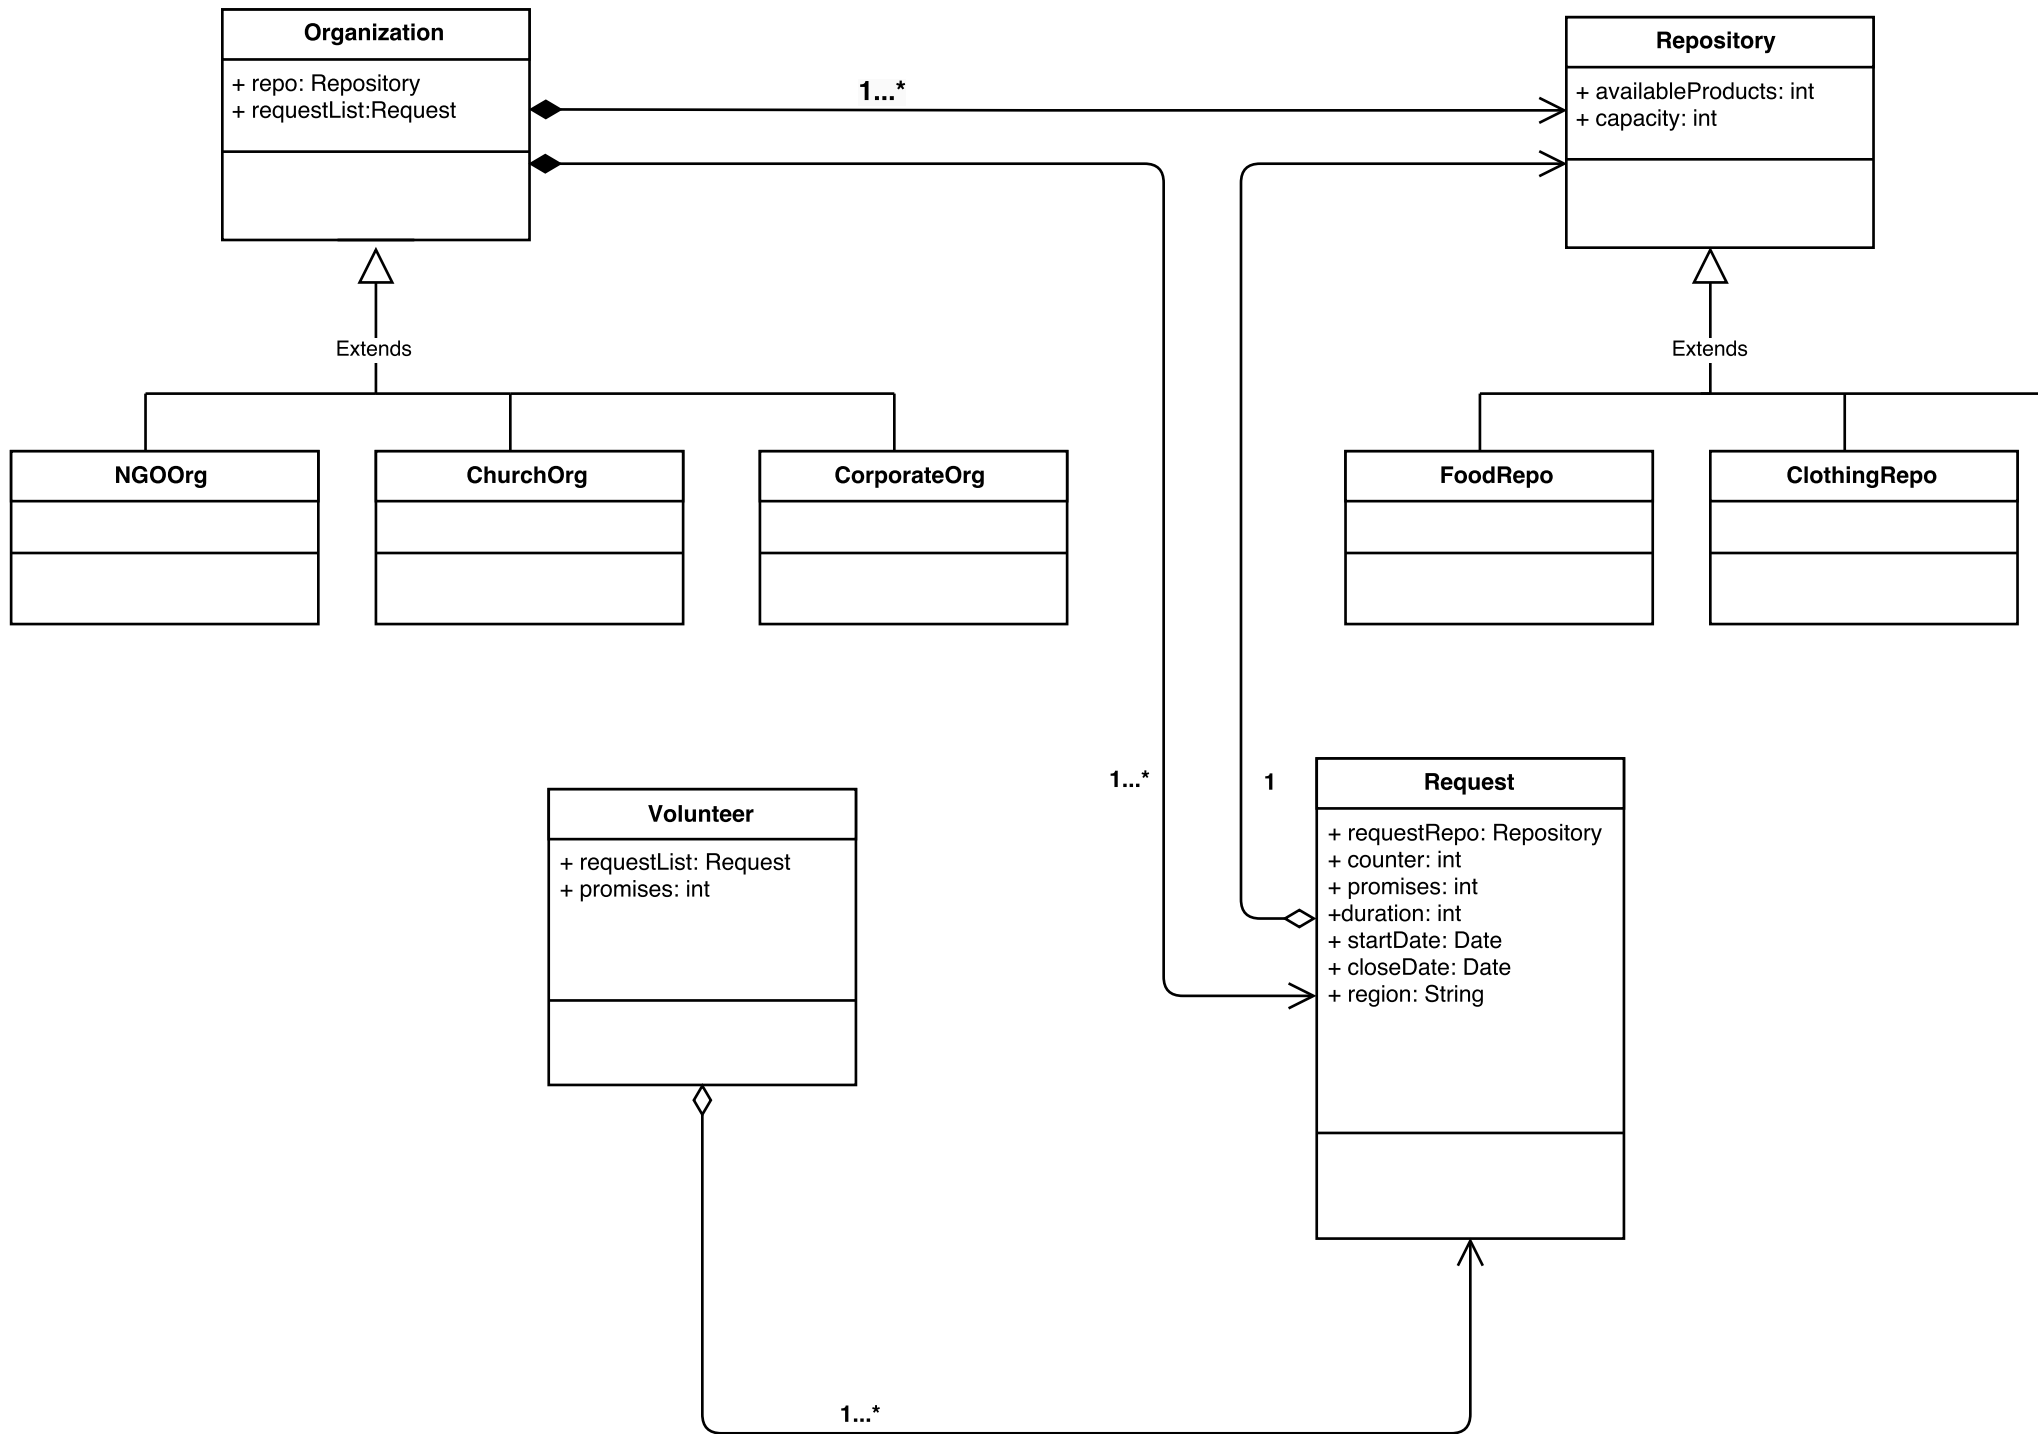 Organization
+ repo: Repository
+ requestList:Request
1...*
Repository
+ availableProducts: int
+ capacity: int
Extends
Extends
NGOOrg
ChurchOrg
CorporateOrg
FoodRepo
ClothingRepo
1...*
1
Volunteer
+ requestList: Request
+ promises: int
Request
+ requestRepo: Repository
+ counter: int
+ promises: int
+duration: int
+ startDate: Date
+ closeDate: Date
+ region: String
1...*